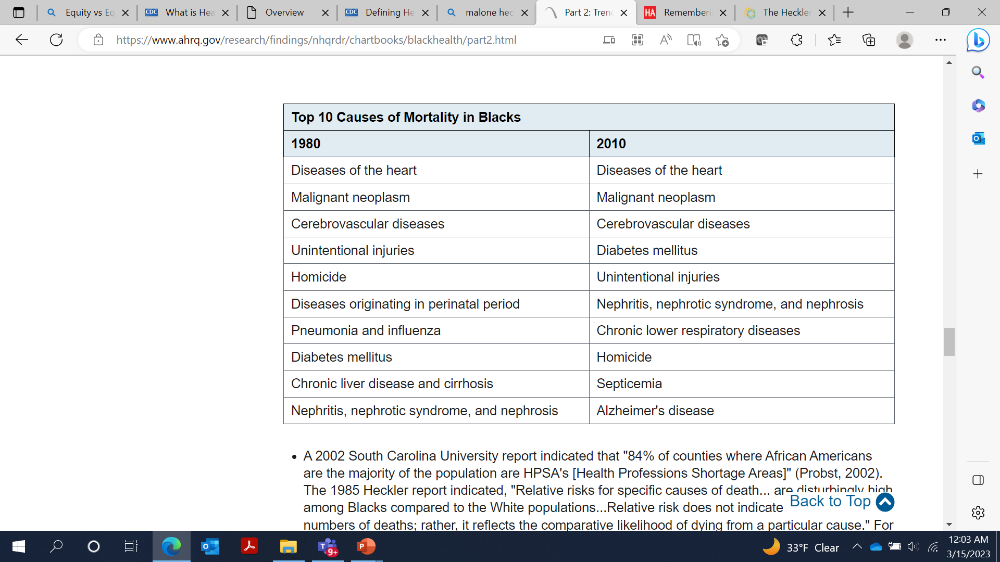 Equity vs Eq
CDC What is Hea
Overview
CDC Defining He
malone hec
Part 2: Trend
HA Rememberi
The Heckler
https://www.ahrq.gov/research/findings/nhqrdr/chartbooks/blackhealth/part2.html
Top 10 Causes of Mortality in Blacks
1980 2010
Diseases of the heart Diseases of the heart
Malignant neoplasm Malignant neoplasm
Cerebrovascular diseases Cerebrovascular diseases
Unintentional injuries Diabetes mellitus
Homicide Unintentional injuries
Diseases originating in perinatal period Nephritis, nephrotic syndrome, and nephrosis
Pneumonia and influenza Chronic lower respiratory diseases
Diabetes mellitus Homicide
Chronic liver disease and cirrhosis Septicemia
Nephritis, nephrotic syndrome, and nephrosis Alzheimer's disease
• A 2002 South Carolina University report indicated that "84% of counties where African Americans
are the majority of the population are HPSA's [Health Professions Shortage Areas]" (Probst, 2002).
The 1985 Heckler report indicated, "Relative risks for specific causes of death... are disturbingly high
among Blacks compared to the White populations...Relative risk does not indicate
Back to Top
numbers of deaths; rather, it reflects the comparative likelihood of dying from a particular cause." For
9+
33°F Clear
12:03 AM
3/15/2023